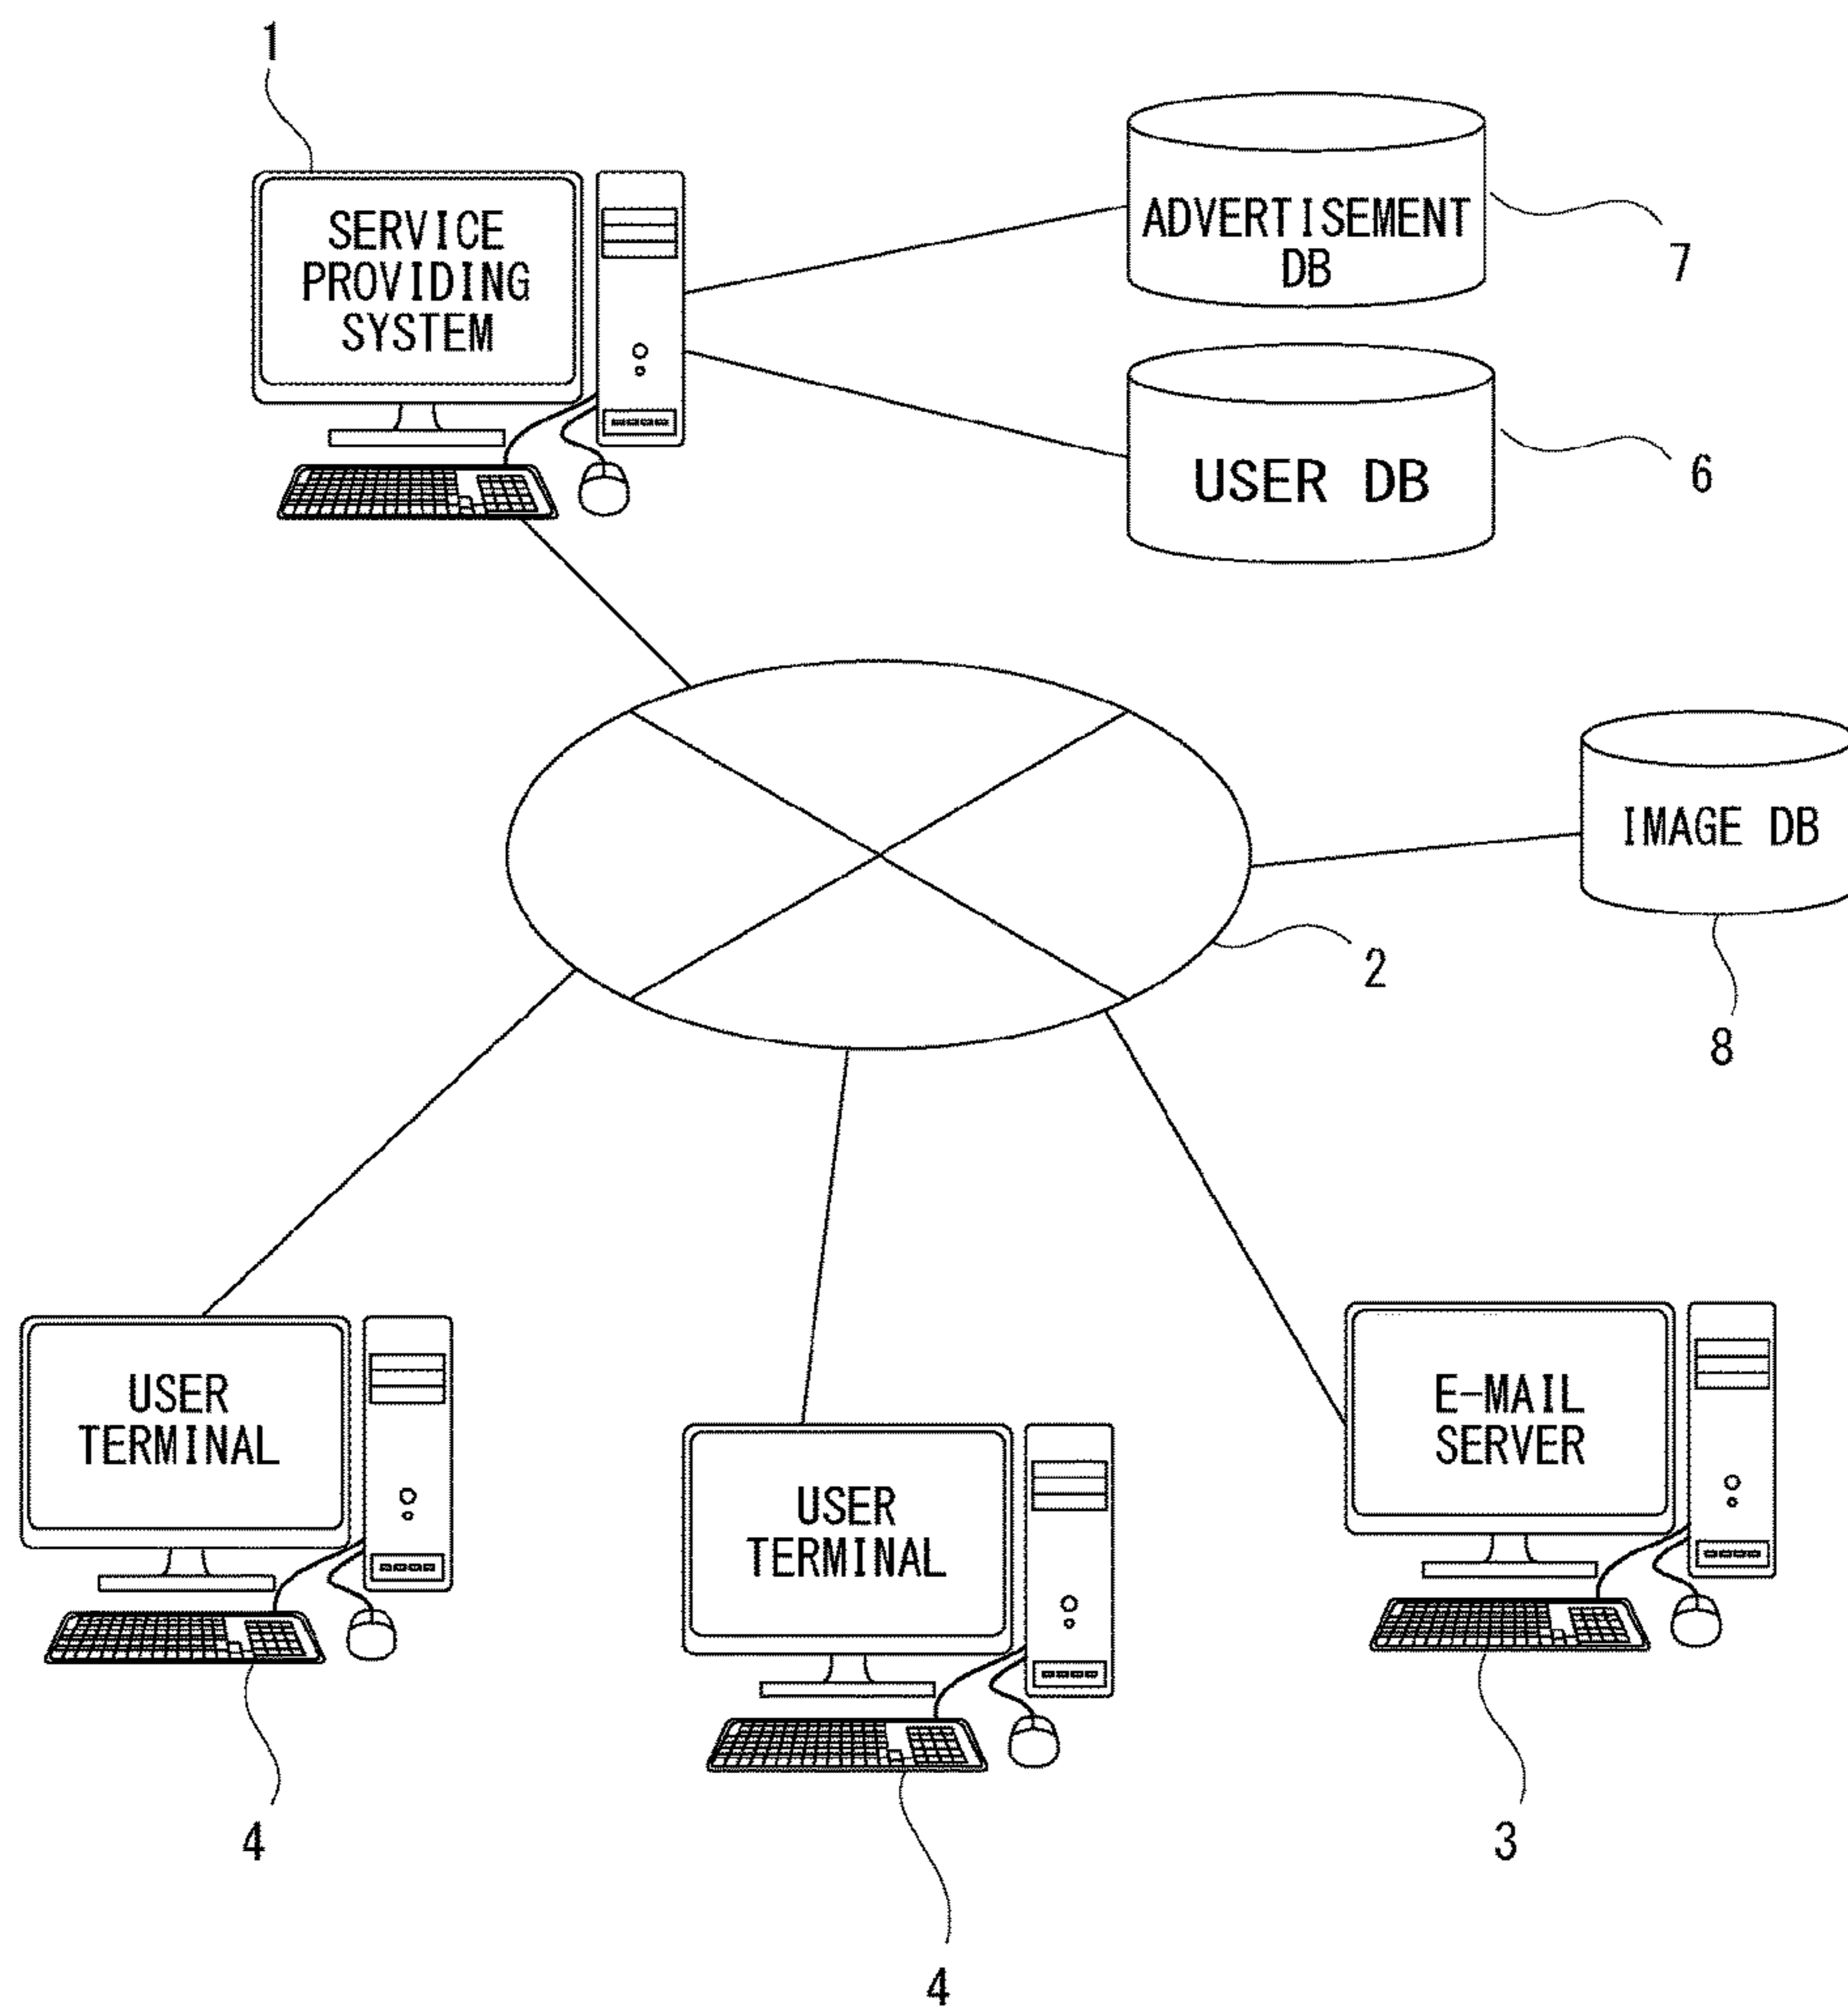 1
SERVICE
PROVIDING
SYSTEM
ADVERTISEMENT
DB
7
USER DB
6
IMAGE DB
2
8
USER
TERMINAL
USER
TERMINAL
E-MAIL
SERVER
4
4
3